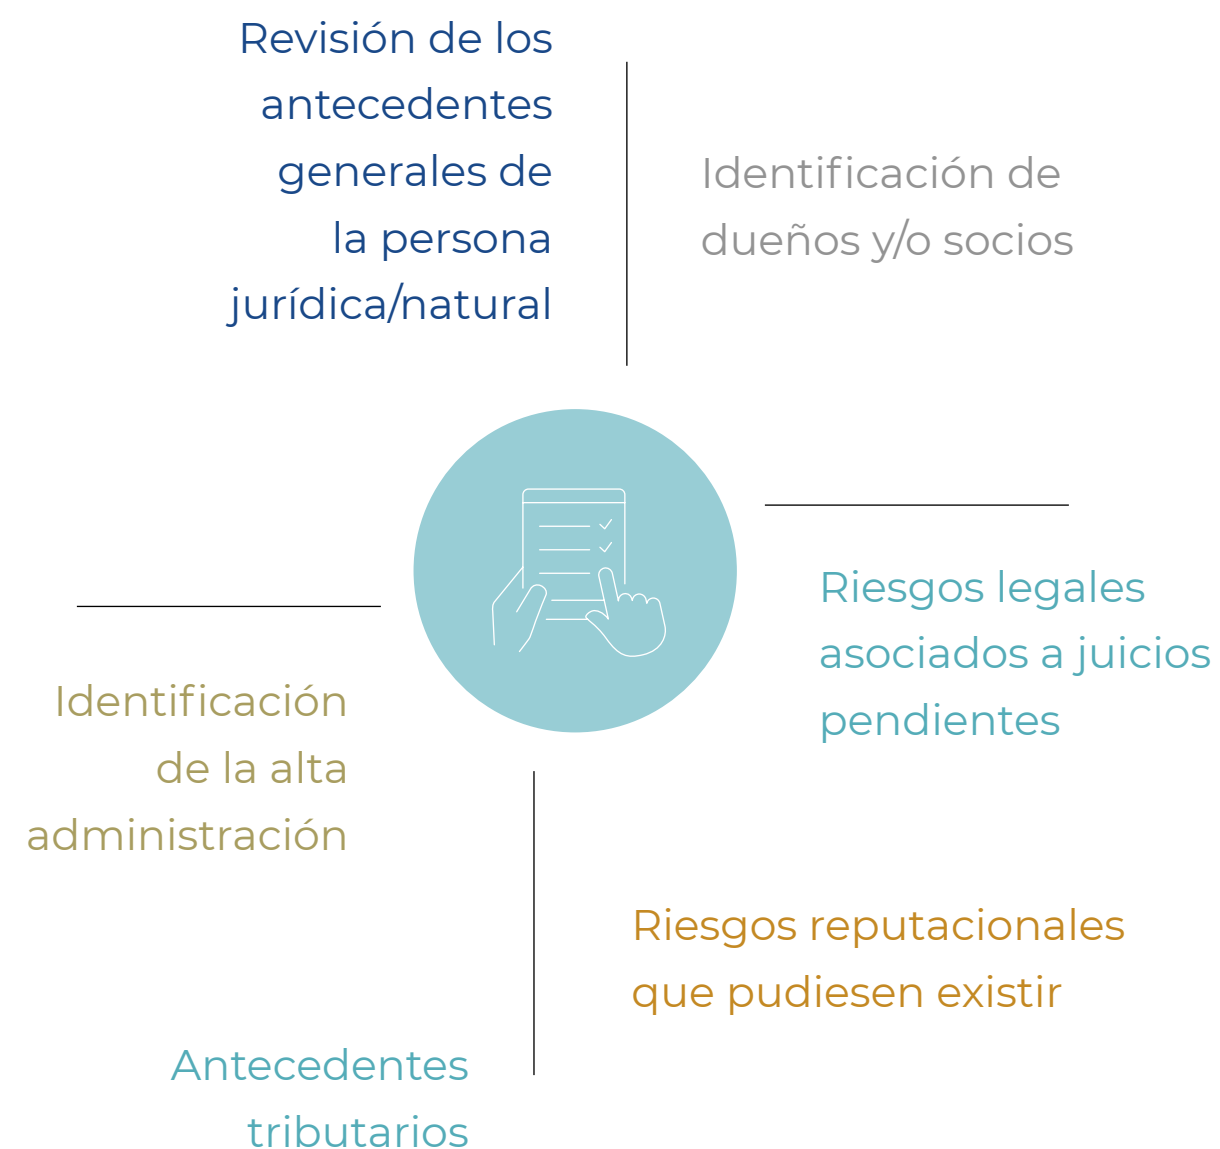 Revisión de los
antecedentes
generales de
la persona
jurídica/natural
Identificación de
dueños y/o socios
Riesgos legales
asociados a juicios
pendientes
Identificación
de la alta
administración
Riesgos reputacionales
que pudiesen existir
Antecedentes
tributarios